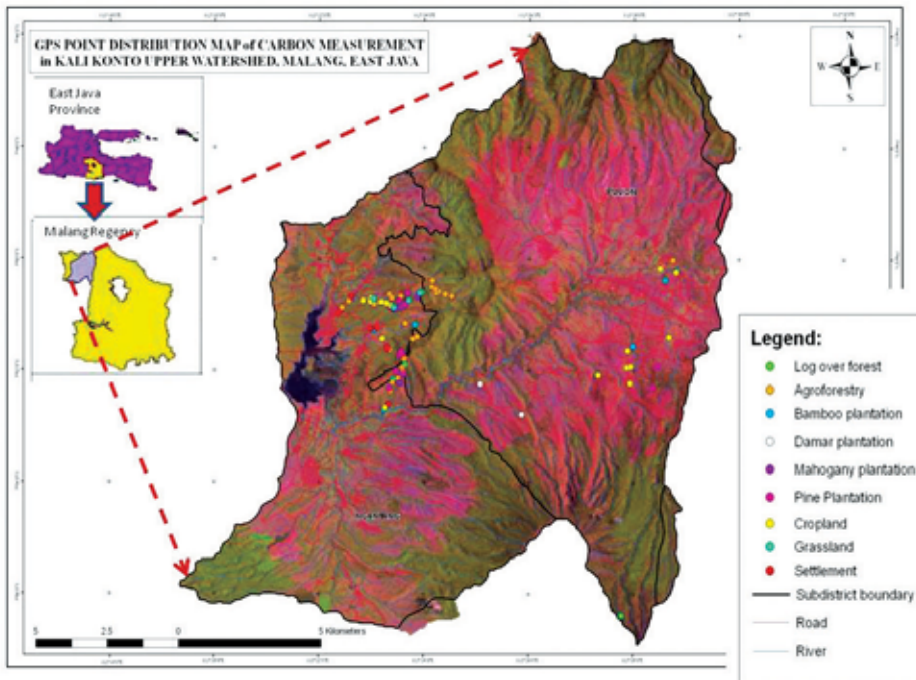 GPS POINT DISTRIBUTION MAP of CARBON MEASUREMENT
in KALI KONTO UPPER WATERSHED, MALANG, EAST JAVA
East Java
Province
Malang Regency
N
W E
S
PUJON
NGANTANG
Legend:
Log over forest
Agroforestry
Bamboo plantation
Damar plantation
Mahogany plantation
Pine Plantation
Cropland
Grassland
Settlement
Subdistrict boundary
Road
River
5 2.5 0 5 Kilometers